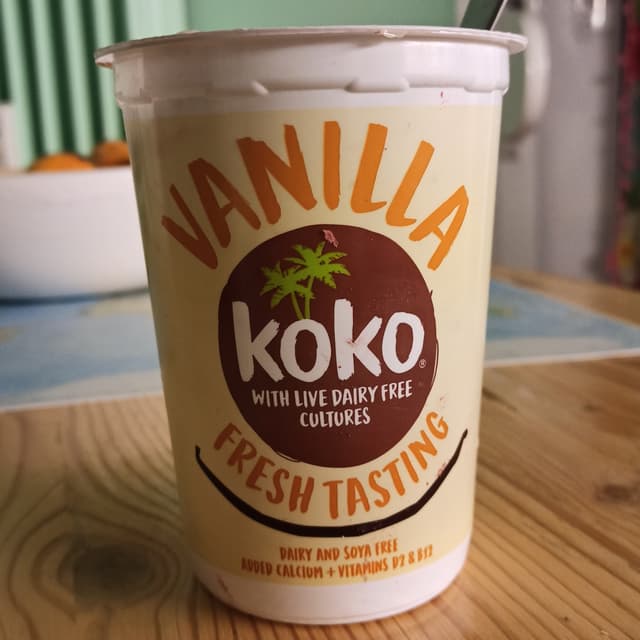 VANILLA
koko®
WITH LIVE DAIRY FREE
CULTURES
FRESH TASTING
DAIRY AND SOYA FREE
ADDED CALCIUM + VITAMINS D2 & B12